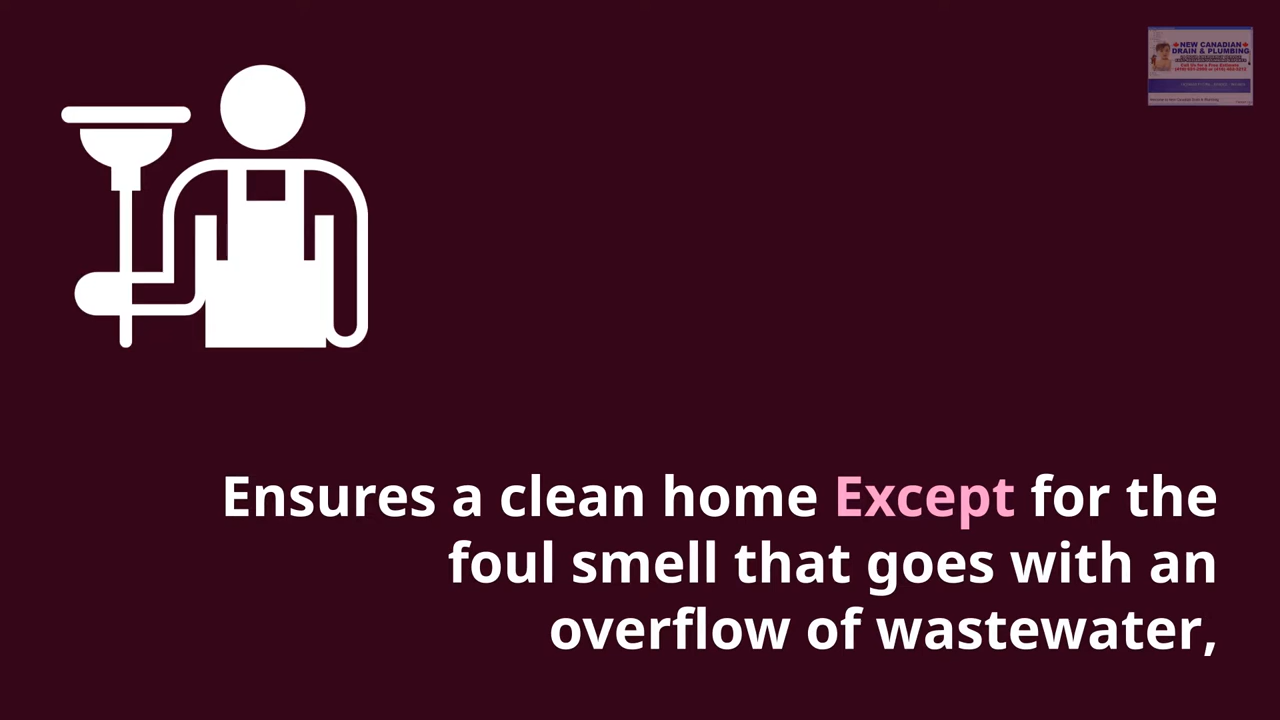 NEW CANADIAN
DRAIN & PLUMBING
Ensures a clean home Except for the
foul smell that goes with an
overflow of wastewater,